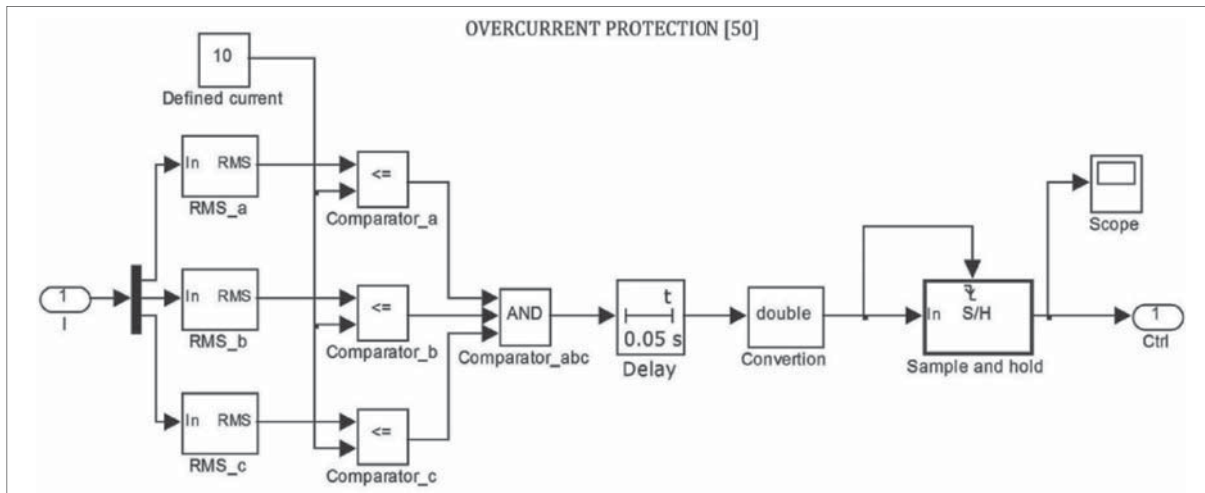 OVERCURRENT PROTECTION [50]
10
Defined current
In RMS
RMS_a
<=
Comparator_a
Scope
1
I
In RMS
RMS_b
<=
Comparator_b
AND
Comparator_abc
t
0.05 s
Delay
double
Convertion
In
S/H
Sample and hold
1
Ctrl
In RMS
RMS_c
<=
Comparator_c